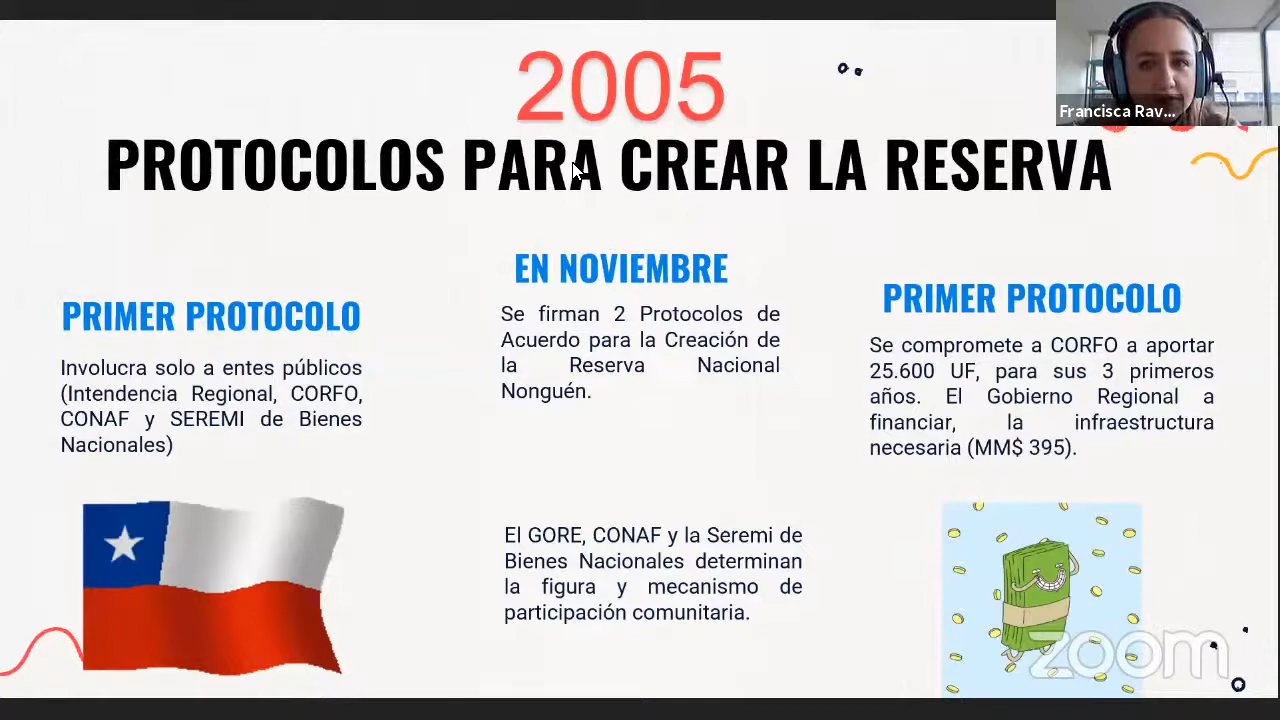 2005
Francisca Rav...
PROTOCOLOS PARA CREAR LA RESERVA
PRIMER PROTOCOLO
Involucra solo a entes públicos
(Intendencia Regional, CORFO,
CONAF y SEREMI de Bienes
Nacionales)
EN NOVIEMBRE
Se firman 2 Protocolos de
Acuerdo para la Creación de
la Reserva Nacional
Nonguén.
El GORE, CONAF y la Seremi de
Bienes Nacionales determinan
la figura y mecanismo de
participación comunitaria.
PRIMER PROTOCOLO
Se compromete a CORFO a aportar
25.600 UF, para sus 3 primeros
años. El Gobierno Regional a
financiar, la infraestructura
necesaria (MM$ 395).
zoom